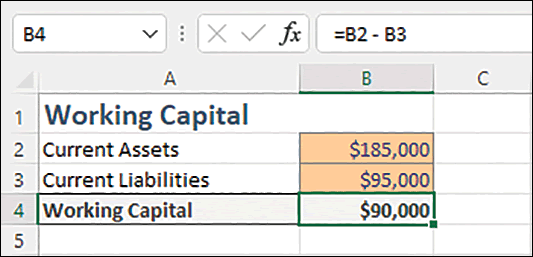 B4 fx =B2 - B3
A B C
1 Working Capital
2 Current Assets $185,000
3 Current Liabilities $95,000
4 Working Capital $90,000
5